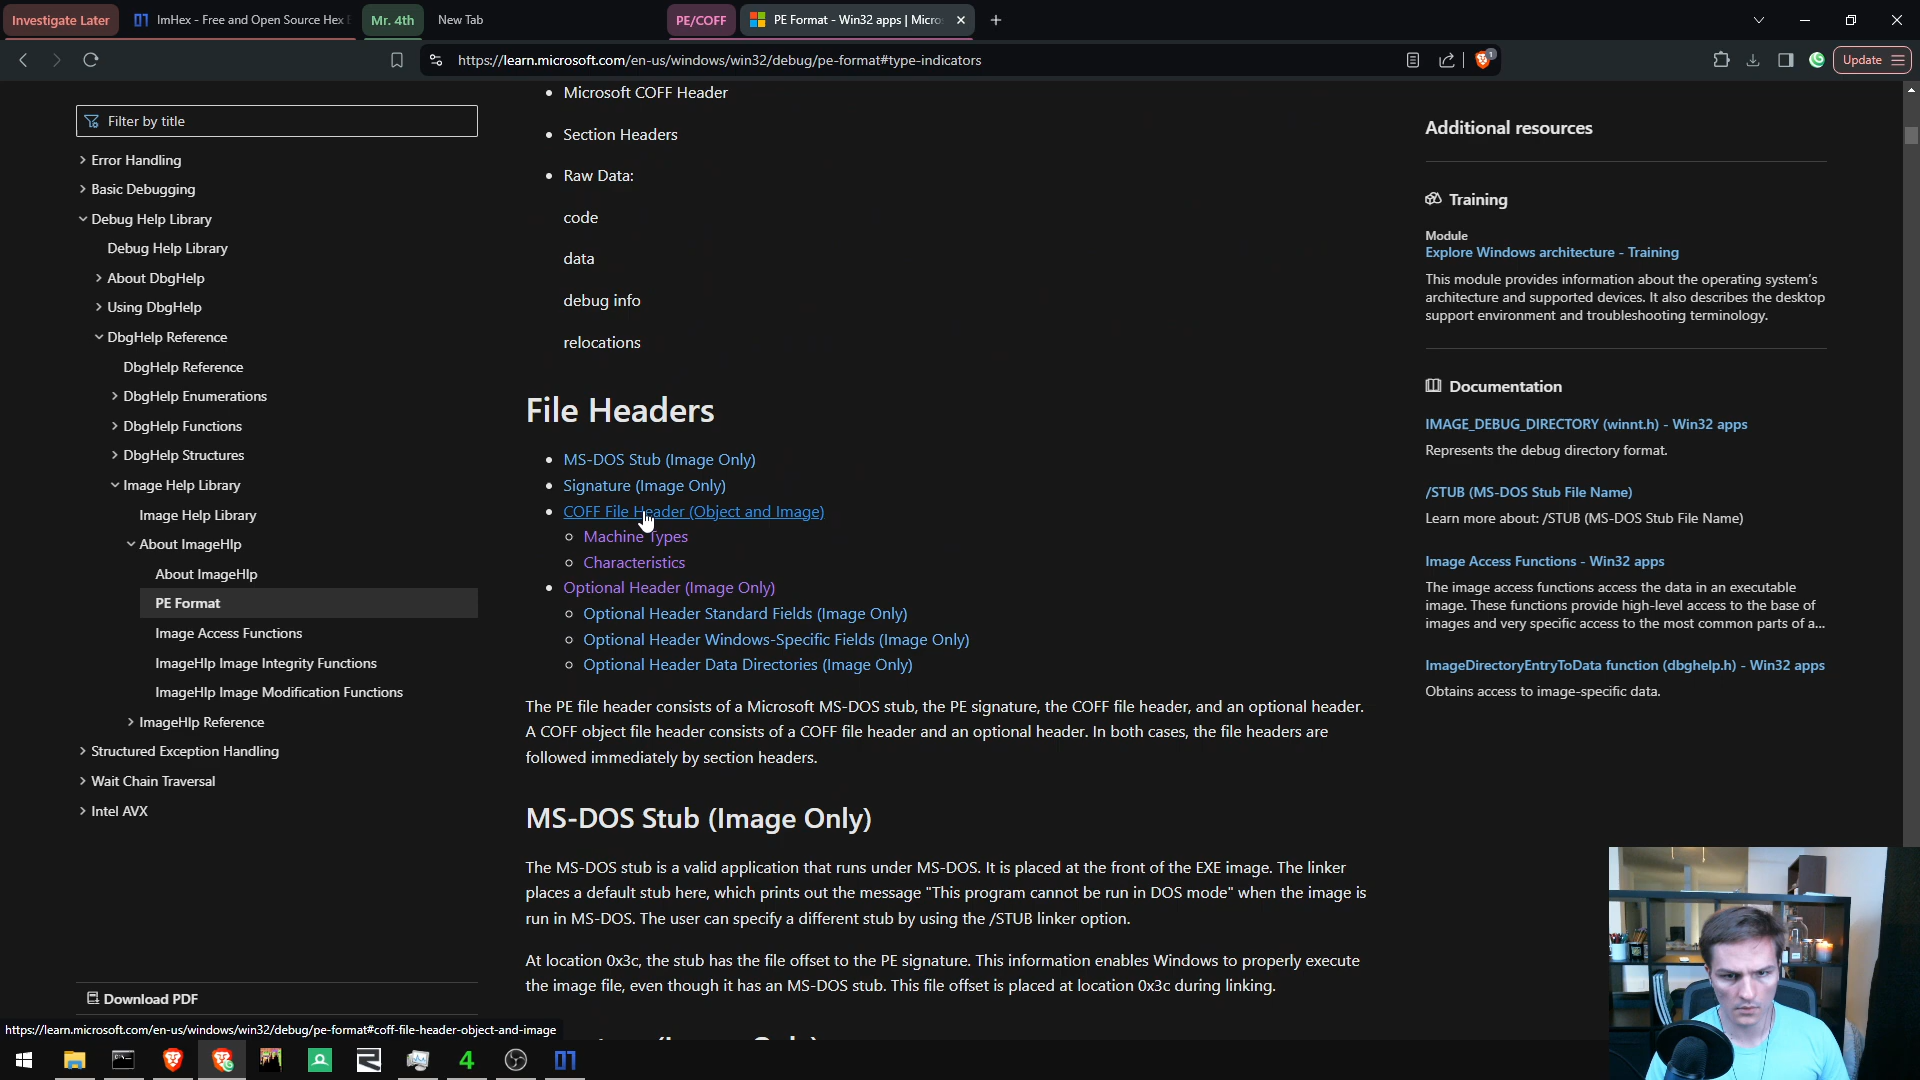 Investigate Later
ImHex - Free and Open Source Hex
Mr. 4th
New Tab
PE/COFF
PE Format - Win32 apps | Micro
https://learn.microsoft.com/en-us/windows/win32/debug/pe-format#type-indicators
1
Update
Filter by title
Error Handling
Basic Debugging
Debug Help Library
Debug Help Library
About DbgHelp
Using DbgHelp
DbgHelp Reference
DbgHelp Reference
DbgHelp Enumerations
DbgHelp Functions
DbgHelp Structures
Image Help Library
Image Help Library
About ImageHlp
About ImageHlp
PE Format
Image Access Functions
ImageHlp Image Integrity Functions
ImageHlp Image Modification Functions
ImageHlp Reference
Structured Exception Handling
Wait Chain Traversal
Intel AVX
Download PDF
• Microsoft COFF Header
• Section Headers
• Raw Data:
code
data
debug info
relocations
File Headers
• MS-DOS Stub (Image Only)
• Signature (Image Only)
• COFF File Header (Object and Image)
○ Machine Types
○ Characteristics
• Optional Header (Image Only)
○ Optional Header Standard Fields (Image Only)
○ Optional Header Windows-Specific Fields (Image Only)
○ Optional Header Data Directories (Image Only)
The PE file header consists of a Microsoft MS-DOS stub, the PE signature, the COFF file header, and an optional header.
A COFF object file header consists of a COFF file header and an optional header. In both cases, the file headers are
followed immediately by section headers.
MS-DOS Stub (Image Only)
The MS-DOS stub is a valid application that runs under MS-DOS. It is placed at the front of the EXE image. The linker
places a default stub here, which prints out the message "This program cannot be run in DOS mode" when the image is
run in MS-DOS. The user can specify a different stub by using the /STUB linker option.
At location 0x3c, the stub has the file offset to the PE signature. This information enables Windows to properly execute
the image file, even though it has an MS-DOS stub. This file offset is placed at location 0x3c during linking.
Additional resources
Training
Module
Explore Windows architecture - Training
This module provides information about the operating system's
architecture and supported devices. It also describes the desktop
support environment and troubleshooting terminology.
Documentation
IMAGE_DEBUG_DIRECTORY (winnt.h) - Win32 apps
Represents the debug directory format.
/STUB (MS-DOS Stub File Name)
Learn more about: /STUB (MS-DOS Stub File Name)
Image Access Functions - Win32 apps
The image access functions access the data in an executable
image. These functions provide high-level access to the base of
images and very specific access to the most common parts of a...
ImageDirectoryEntryToData function (dbghelp.h) - Win32 apps
Obtains access to image-specific data.
https://learn.microsoft.com/en-us/windows/win32/debug/pe-format#coff-file-header-object-and-image
4